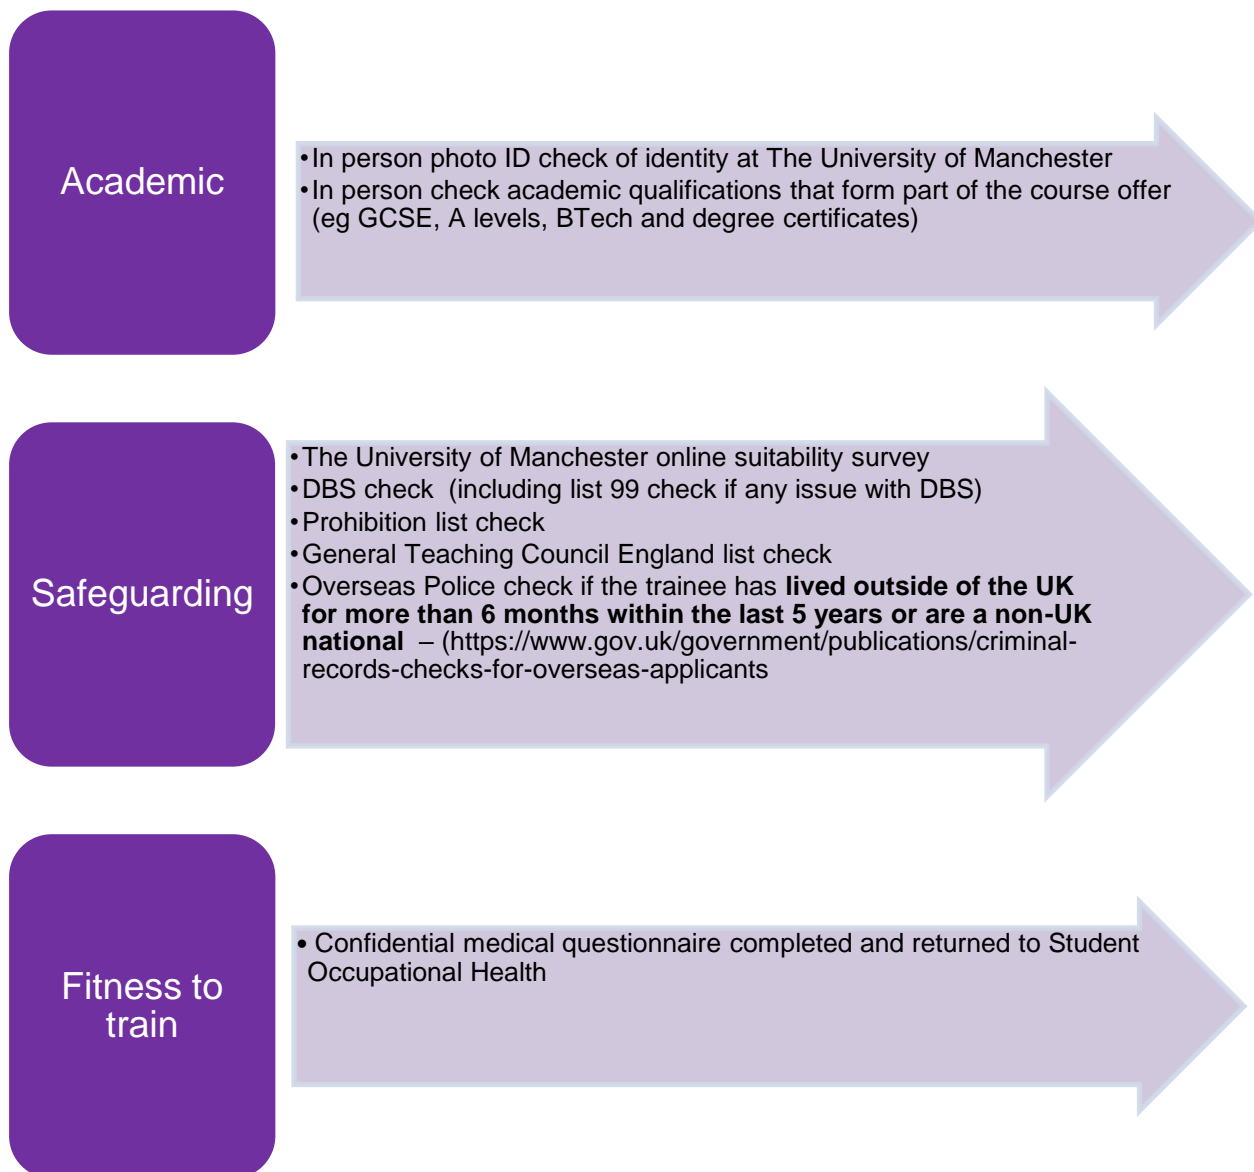 Academic
•In person photo ID check of identity at The University of Manchester
•In person check academic qualifications that form part of the course offer
(eg GCSE, A levels, BTech and degree certificates)
Safeguarding
•The University of Manchester online suitability survey
•DBS check  (including list 99 check if any issue with DBS)
•Prohibition list check
•General Teaching Council England list check
•Overseas Police check if the trainee has lived outside of the UK
for more than 6 months within the last 5 years or are a non-UK
national – (https://www.gov.uk/government/publications/criminal-
records-checks-for-overseas-applicants
Fitness to
train
• Confidential medical questionnaire completed and returned to Student
Occupational Health